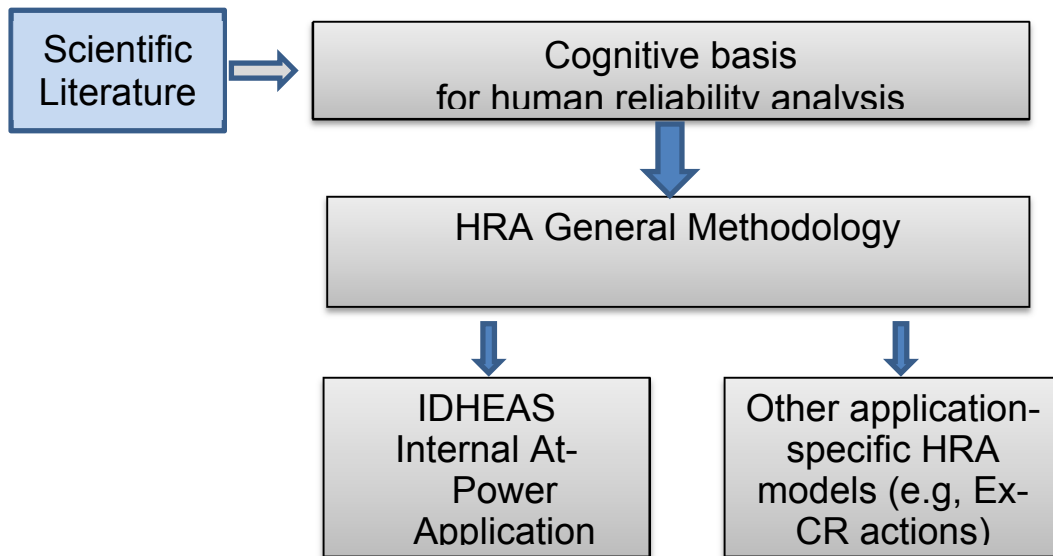 Scientific
Literature
Cognitive basis
for human reliability analysis
HRA General Methodology
IDHEAS
Internal At-
Power
Application
Other application-
specific HRA
models (e.g, Ex-
CR actions)